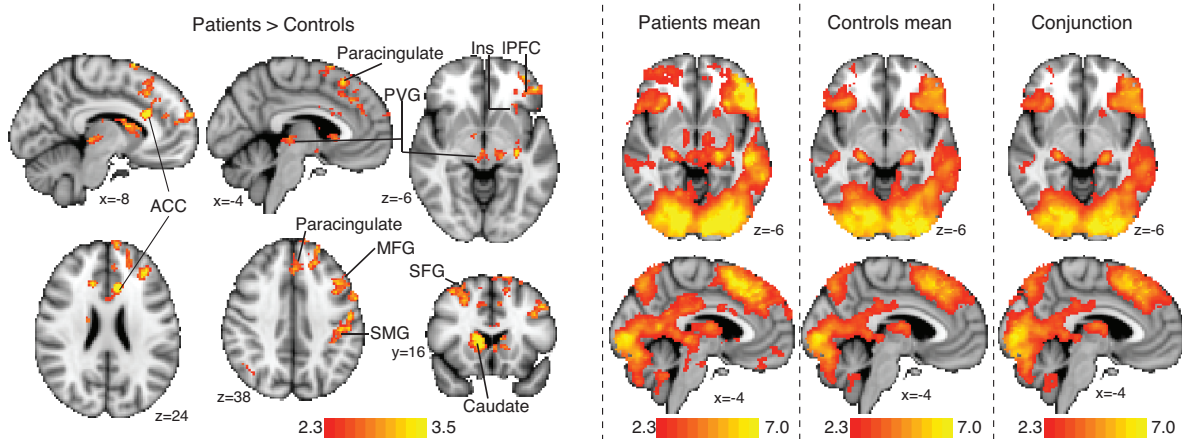 Patients > Controls
Patients mean
Controls mean
Conjunction
Paracingulate
Ins
lPFC
PVG
x=-8
x=-4
z=-6
z=-6
z=-6
z=-6
ACC
Paracingulate
MFG
SFG
SMG
y=16
Caudate
z=24
z=38
x=-4
x=-4
x=-4
2.3 3.5
2.3 7.0
2.3 7.0
2.3 7.0